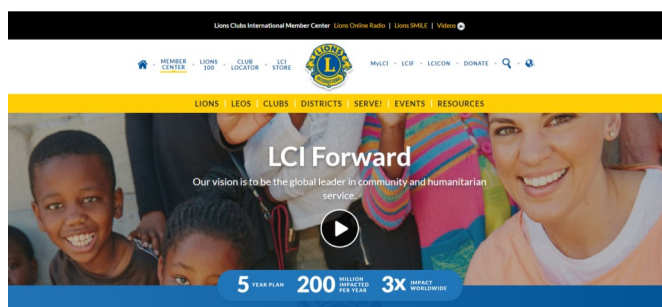 Lions Clubs International Member Center Lions Online Radio | Lions SMILE | Videos
MEMBER CENTER - LIONS 100 - CLUB LOCATOR - LCI STORE
LIONS L INTERNATIONAL
MyLCI - LCIF - LCICON - DONATE
LIONS | LEOS | CLUBS | DISTRICTS | SERVE! | EVENTS | RESOURCES
LCI Forward
Our vision is to be the global leader in community and humanitarian
service.
5 YEAR PLAN 200 MILLION IMPACTED PER YEAR 3X IMPACT WORLDWIDE